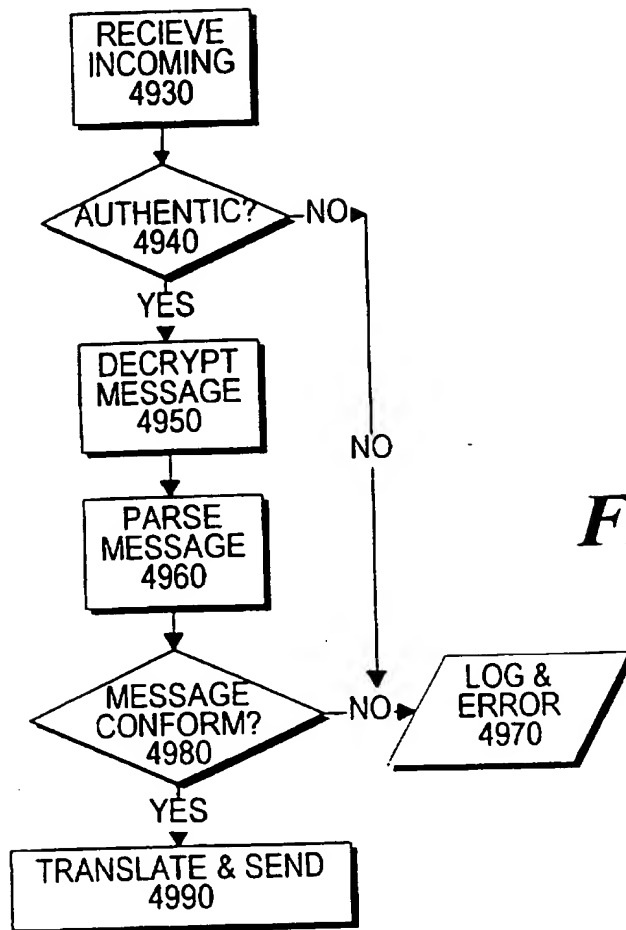 RECIEVE
INCOMING
4930
AUTHENTIC?
4940
NO
YES
DECRYPT
MESSAGE
4950
NO
PARSE
MESSAGE
4960
F
MESSAGE
CONFORM?
4980
NO
LOG &
ERROR
4970
YES
TRANSLATE & SEND
4990